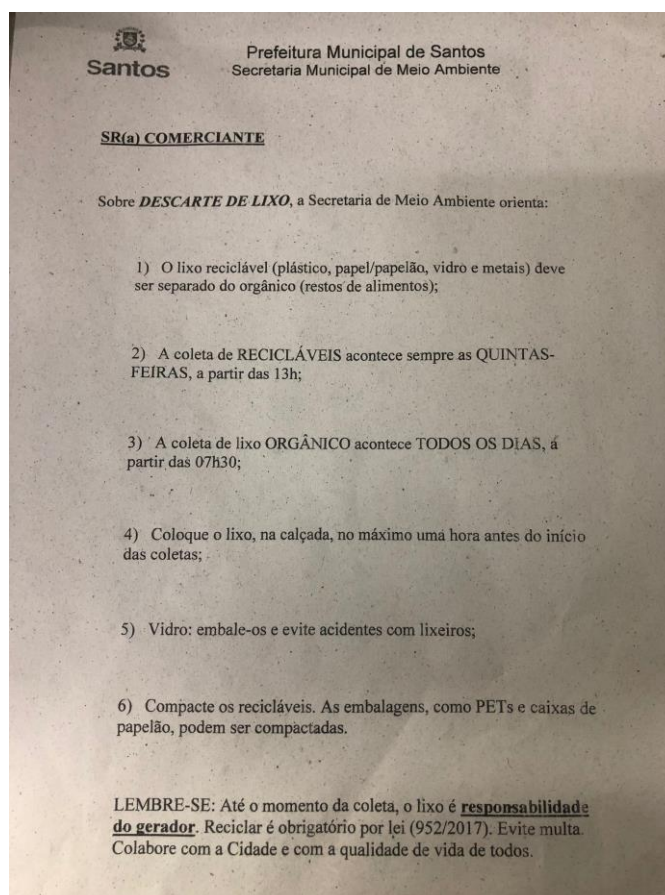 Santos
Prefeitura Municipal de Santos
Secretaria Municipal de Meio Ambiente
SR(a) COMERCIANTE
Sobre DESCARTE DE LIXO, a Secretaria de Meio Ambiente orienta:
1) O lixo reciclável (plástico, papel/papelão, vidro e metais) deve
ser separado do orgânico (restos de alimentos);
2) A coleta de RECICLÁVEIS acontece sempre as QUINTAS-
FEIRAS, a partir das 13h;
3) A coleta de lixo ORGÂNICO acontece TODOS OS DIAS, á
partir das 07h30;
4) Coloque o lixo, na calçada, no máximo uma hora antes do início
das coletas;
5) Vidro: embale-os e evite acidentes com lixeiros;
6) Compacte os recicláveis. As embalagens, como PETs e caixas de
papelão, podem ser compactadas.
LEMBRE-SE: Até o momento da coleta, o lixo é responsabilidade
do gerador. Reciclar é obrigatório por lei (952/2017). Evite multa.
Colabore com a Cidade e com a qualidade de vida de todos.